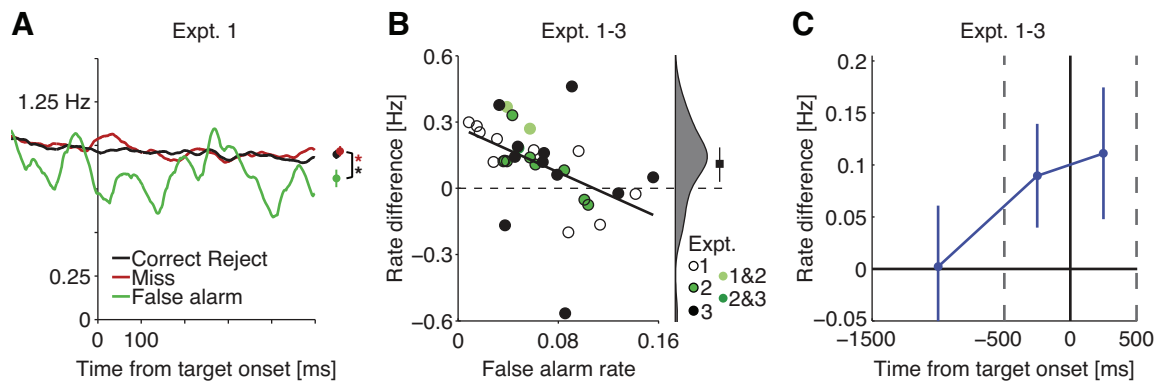 A
Expt. 1
1.25 Hz
0.25
0
0
100
Time from target onset [ms]
Correct Reject
Miss
False alarm
*
*
B
Expt. 1-3
Rate difference [Hz]
0.6
0.3
0
−0.3
−0.6
0
0.08
0.16
False alarm rate
Expt.
1
2
3
1&2
2&3
C
Expt. 1-3
Rate difference [Hz]
0.2
0.15
0.1
0.05
0
−0.05
−1500
−500
0
500
Time from target onset [ms]